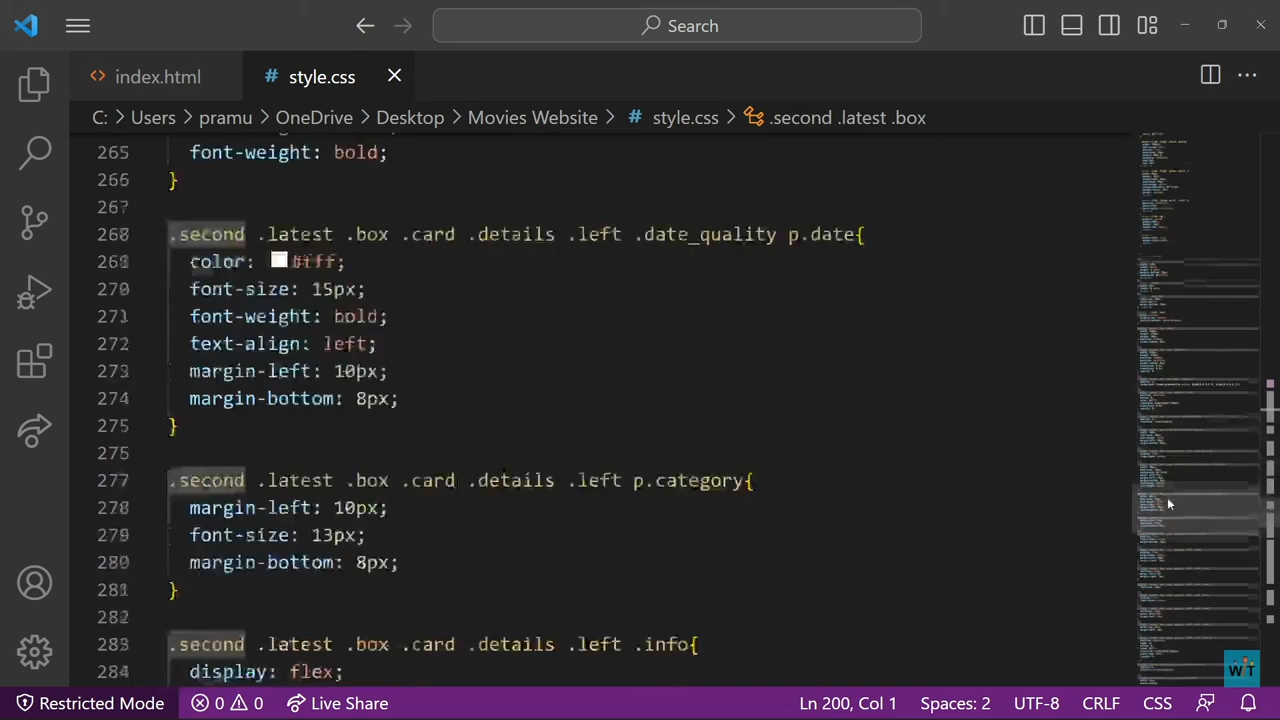 Search
index.html
# style.css
C: > Users > pramu > OneDrive > Desktop > Movies Website > # style.css > .second .latest .box
265 font-weight: bold;
266 }
267
268 .second .latest .box .card .details .left .date_quility p.date{
269 color: #fff;
270 font-size: 15px;
271 font-weight: bold;
272 text-align: left;
273 margin-left: 10px;
274 margin-bottom: 8px;
275 }
277 .second .latest .box .card .details .left p.category{
278 margin-left: 10px;
279 font-size: 13px;
280 margin-bottom: px;
281 }
282
283 .second .latest .box .card .details .left .info{
284 display: flex;
WT
Restricted Mode 0 0 Live Share Ln 200, Col 1 Spaces: 2 UTF-8 CRLF CSS